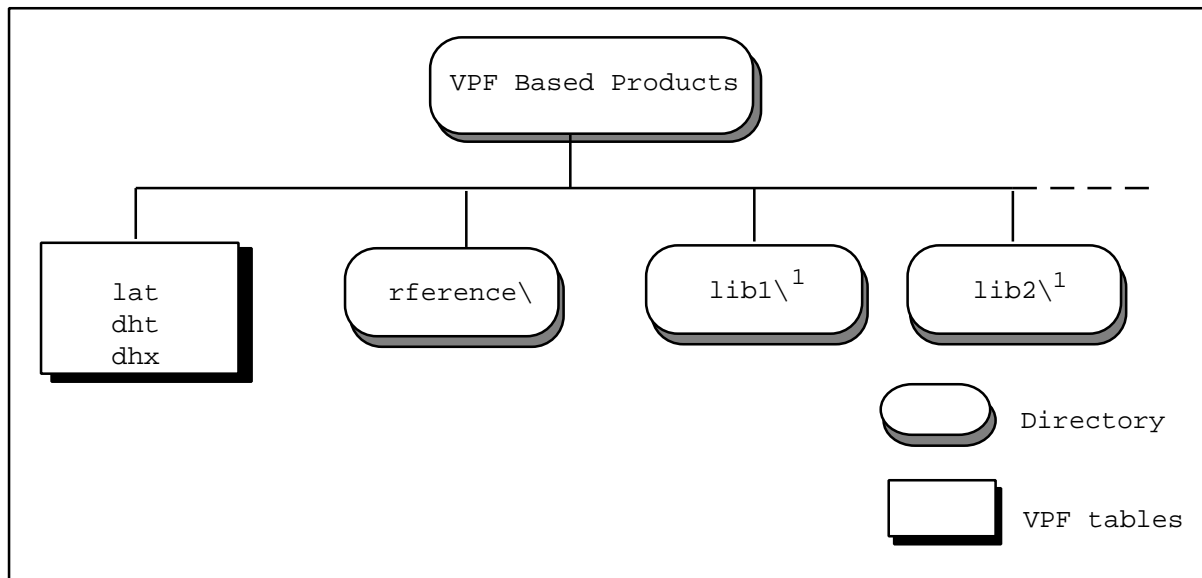 VPF Based Products
lat
dht
dhx
rference\
lib1\¹
lib2\¹
Directory
VPF tables